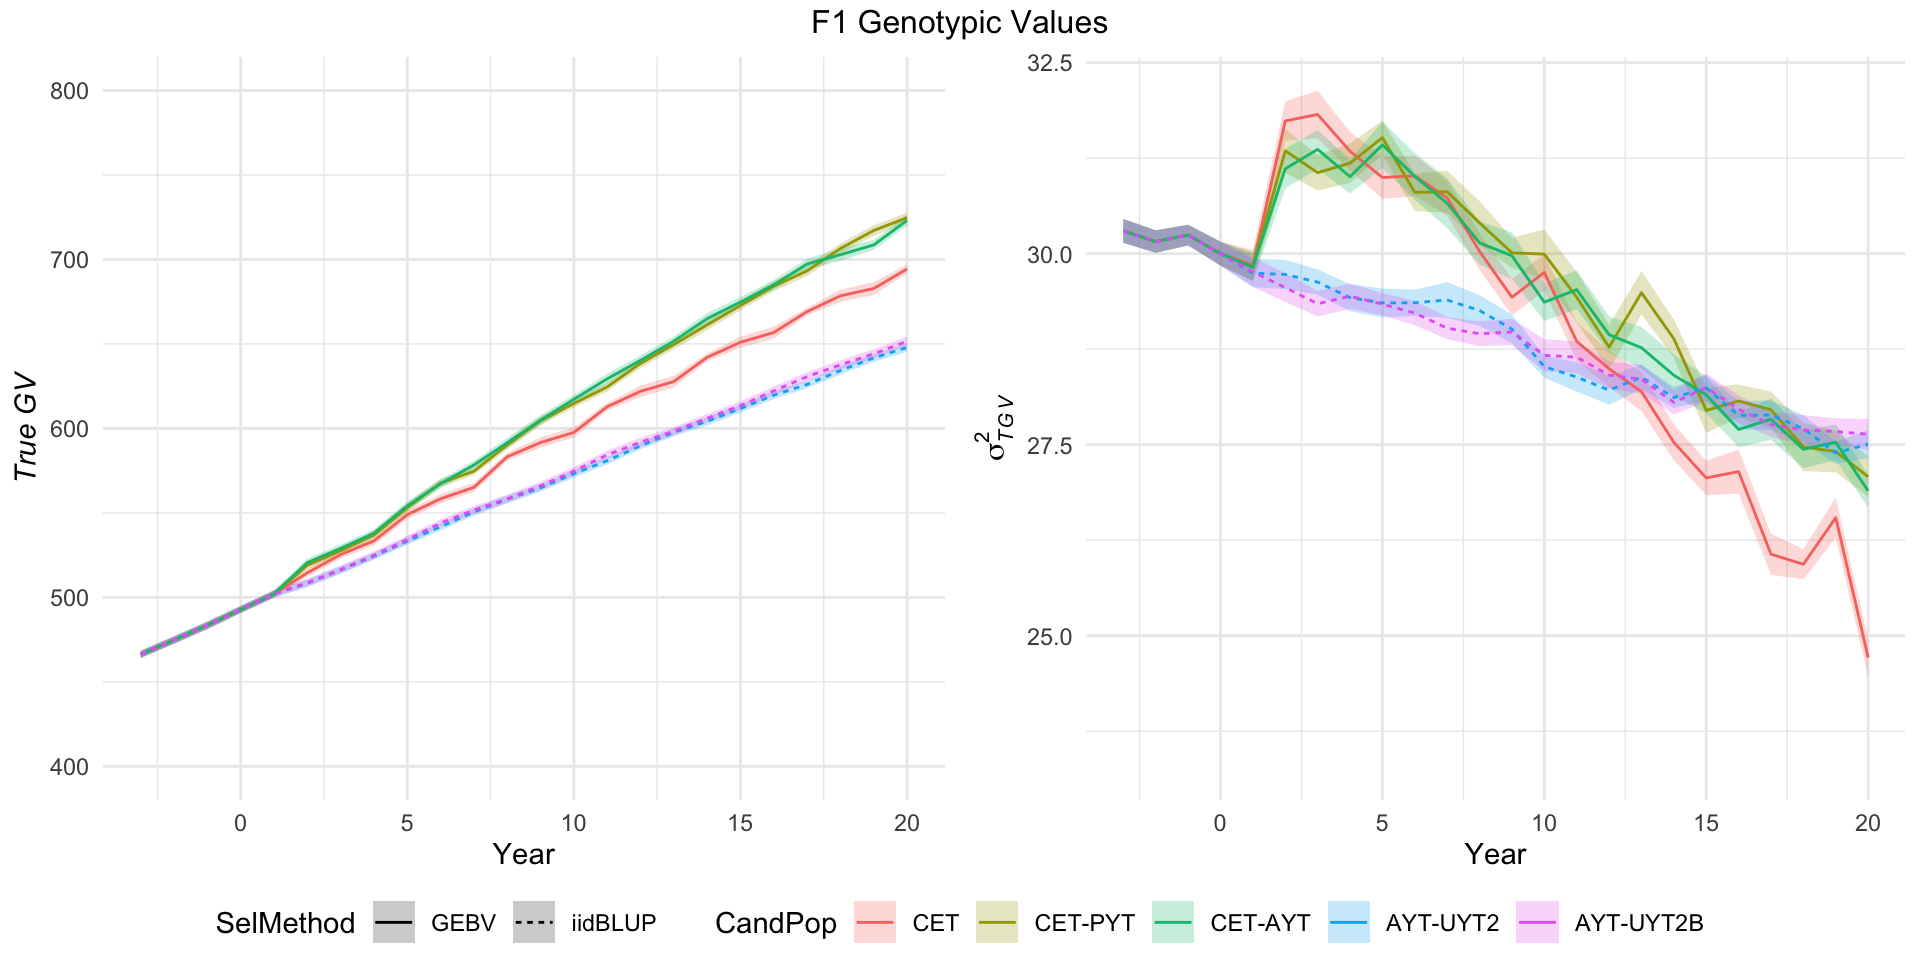 F1 Genotypic Values
True GV
800
700
600
500
400
0 5 10 15 20
Year
σ²TGV
32.5
30.0
27.5
25.0
0 5 10 15 20
Year
SelMethod GEBV iidBLUP CandPop CET CET-PYT CET-AYT AYT-UYT2 AYT-UYT2B